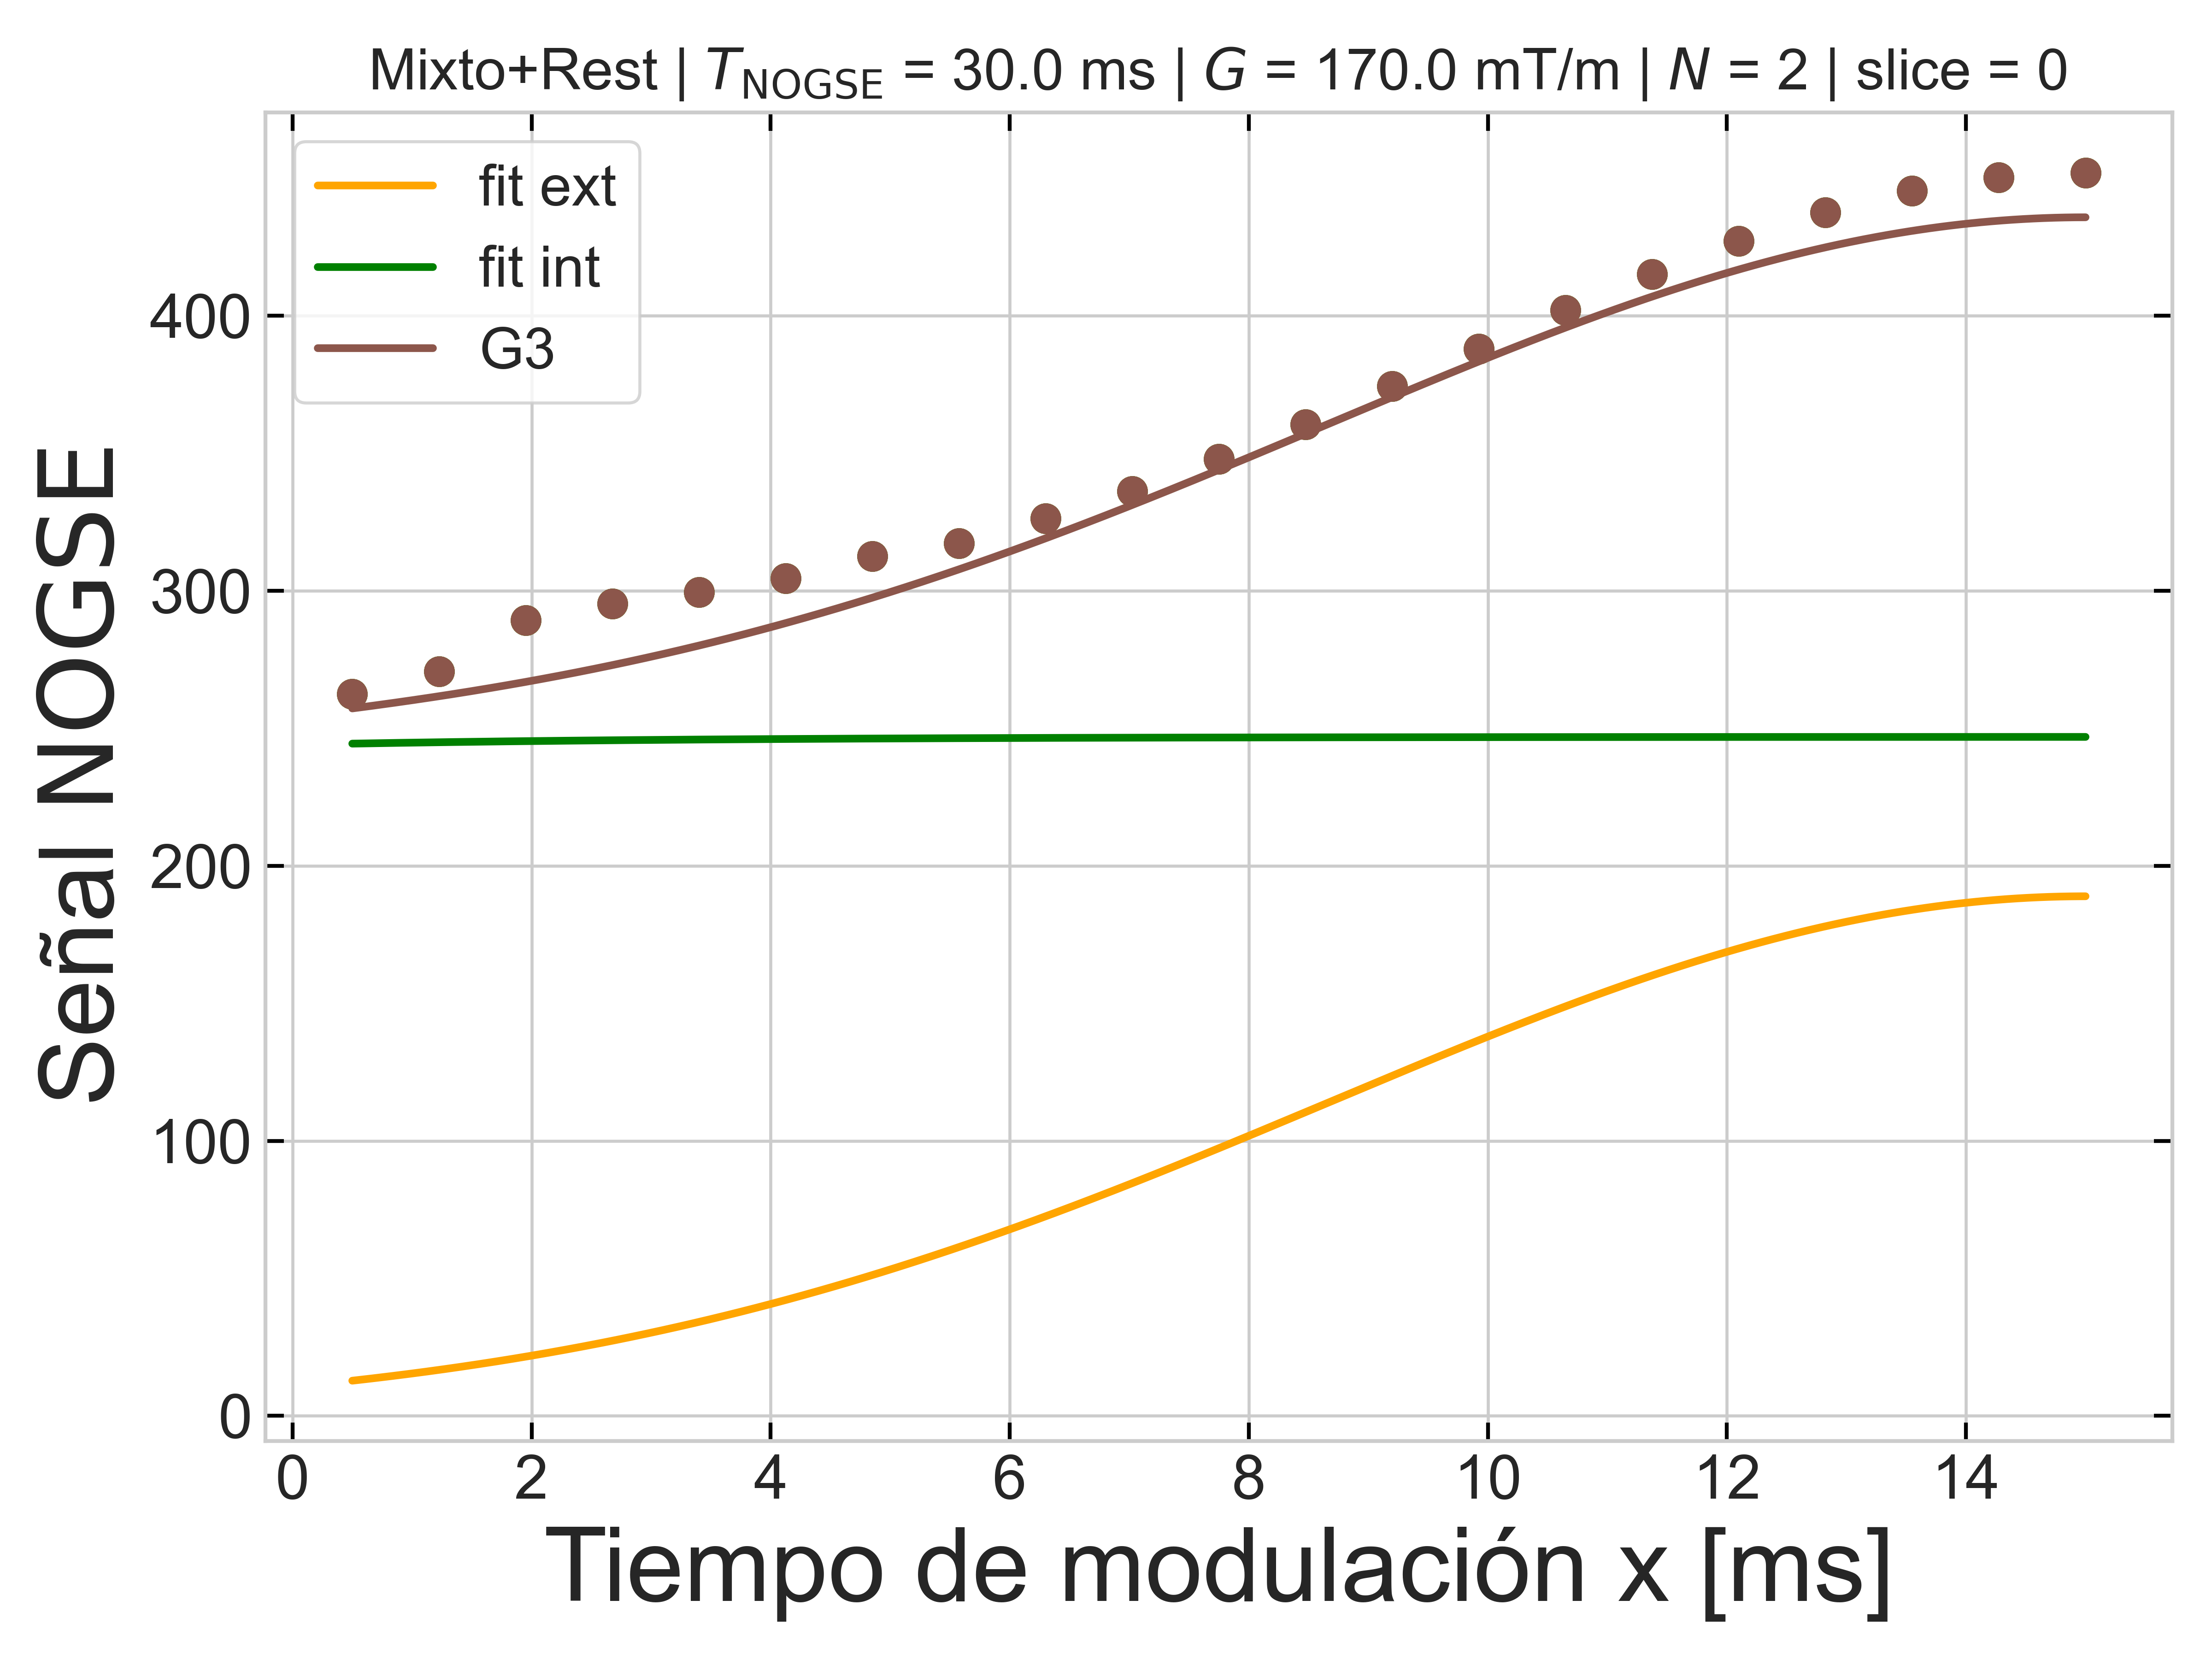 Mixto+Rest | T_NOGSE = 30.0 ms | G = 170.0 mT/m | N = 2 | slice = 0
fit ext
fit int
G3
Señal NOGSE
400
300
200
100
0
0 2 4 6 8 10 12 14
Tiempo de modulación x [ms]